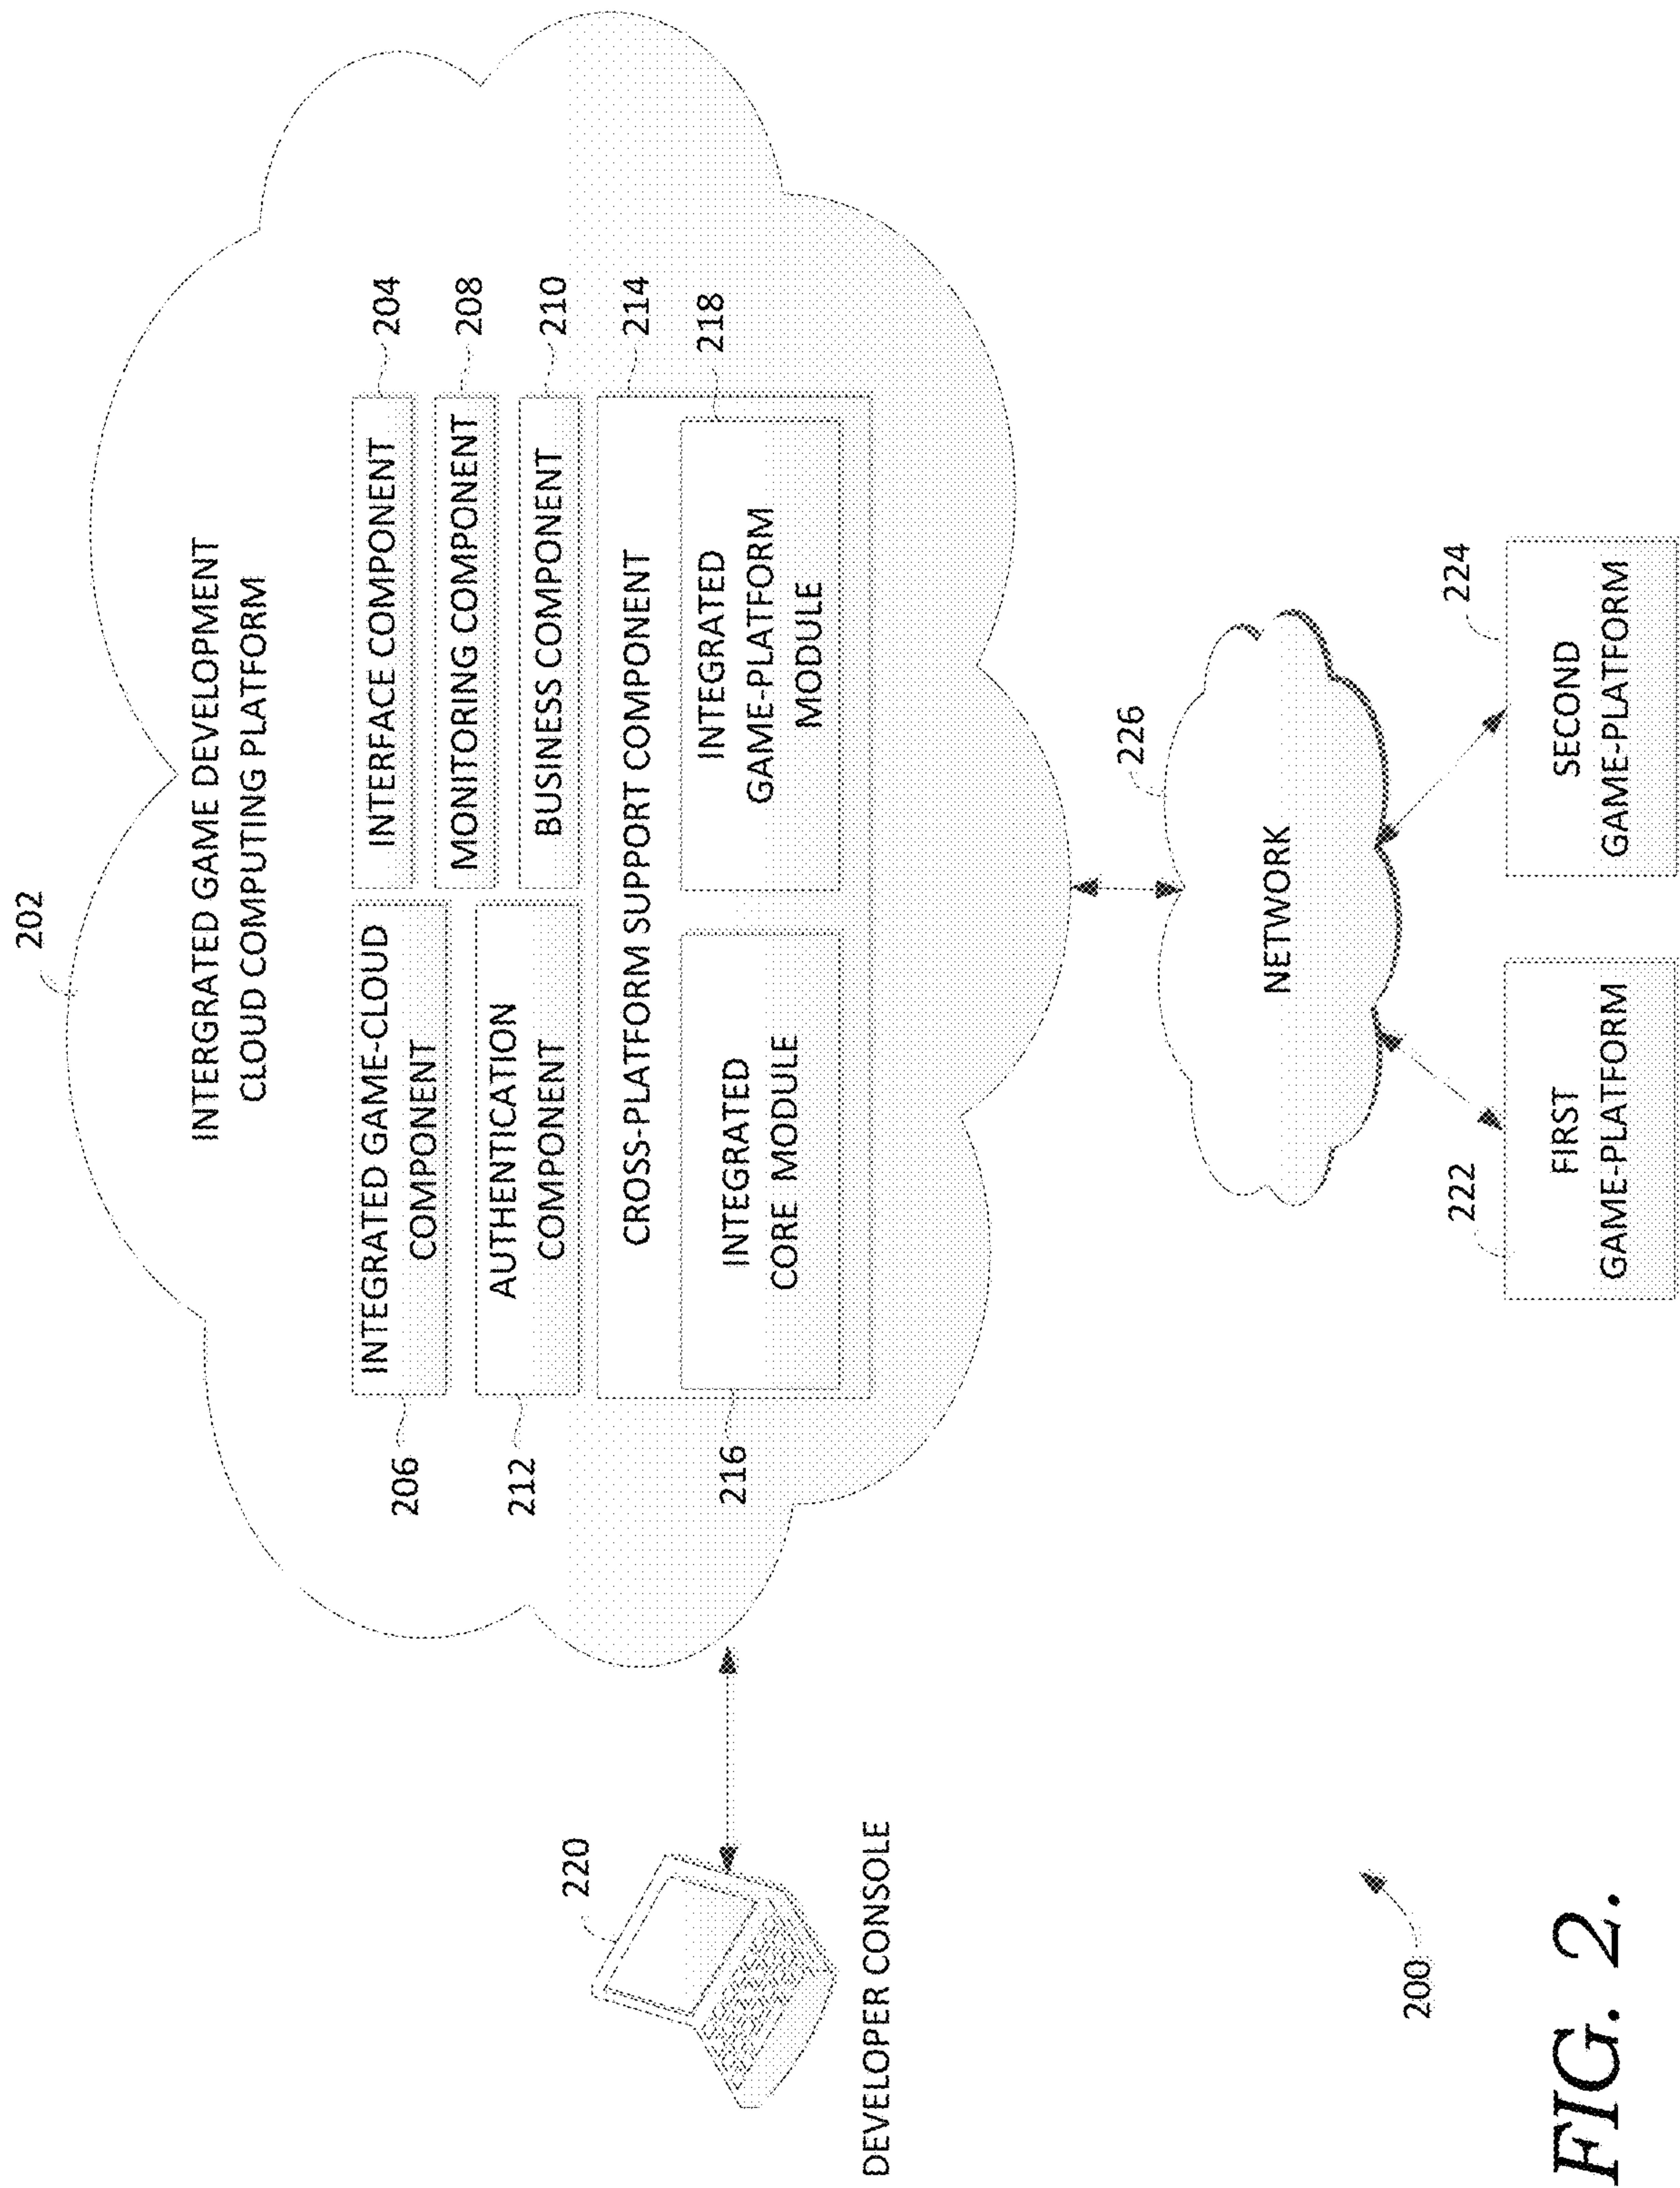 202
INTERGRATED GAME DEVELOPMENT
CLOUD COMPUTING PLATFORM
206
INTEGRATED GAME-CLOUD
COMPONENT
INTERFACE COMPONENT
204
MONITORING COMPONENT
208
212
AUTHENTICATION
COMPONENT
BUSINESS COMPONENT
210
CROSS-PLATFORM SUPPORT COMPONENT
214
216
INTEGRATED
CORE MODULE
INTEGRATED
GAME-PLATFORM
MODULE
218
220
DEVELOPER CONSOLE
226
NETWORK
222
FIRST
GAME-PLATFORM
224
SECOND
GAME-PLATFORM
200
FIG. 2.